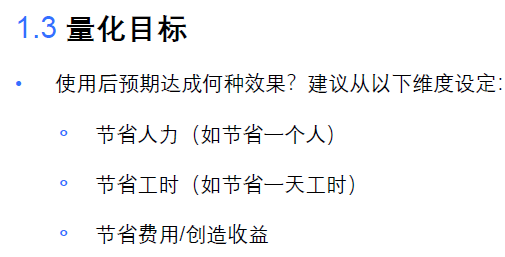 1.3 量化目标
• 使用后预期达成何种效果？建议从以下维度设定：
o 节省人力（如节省一个人）
o 节省工时（如节省一天工时）
o 节省费用/创造收益